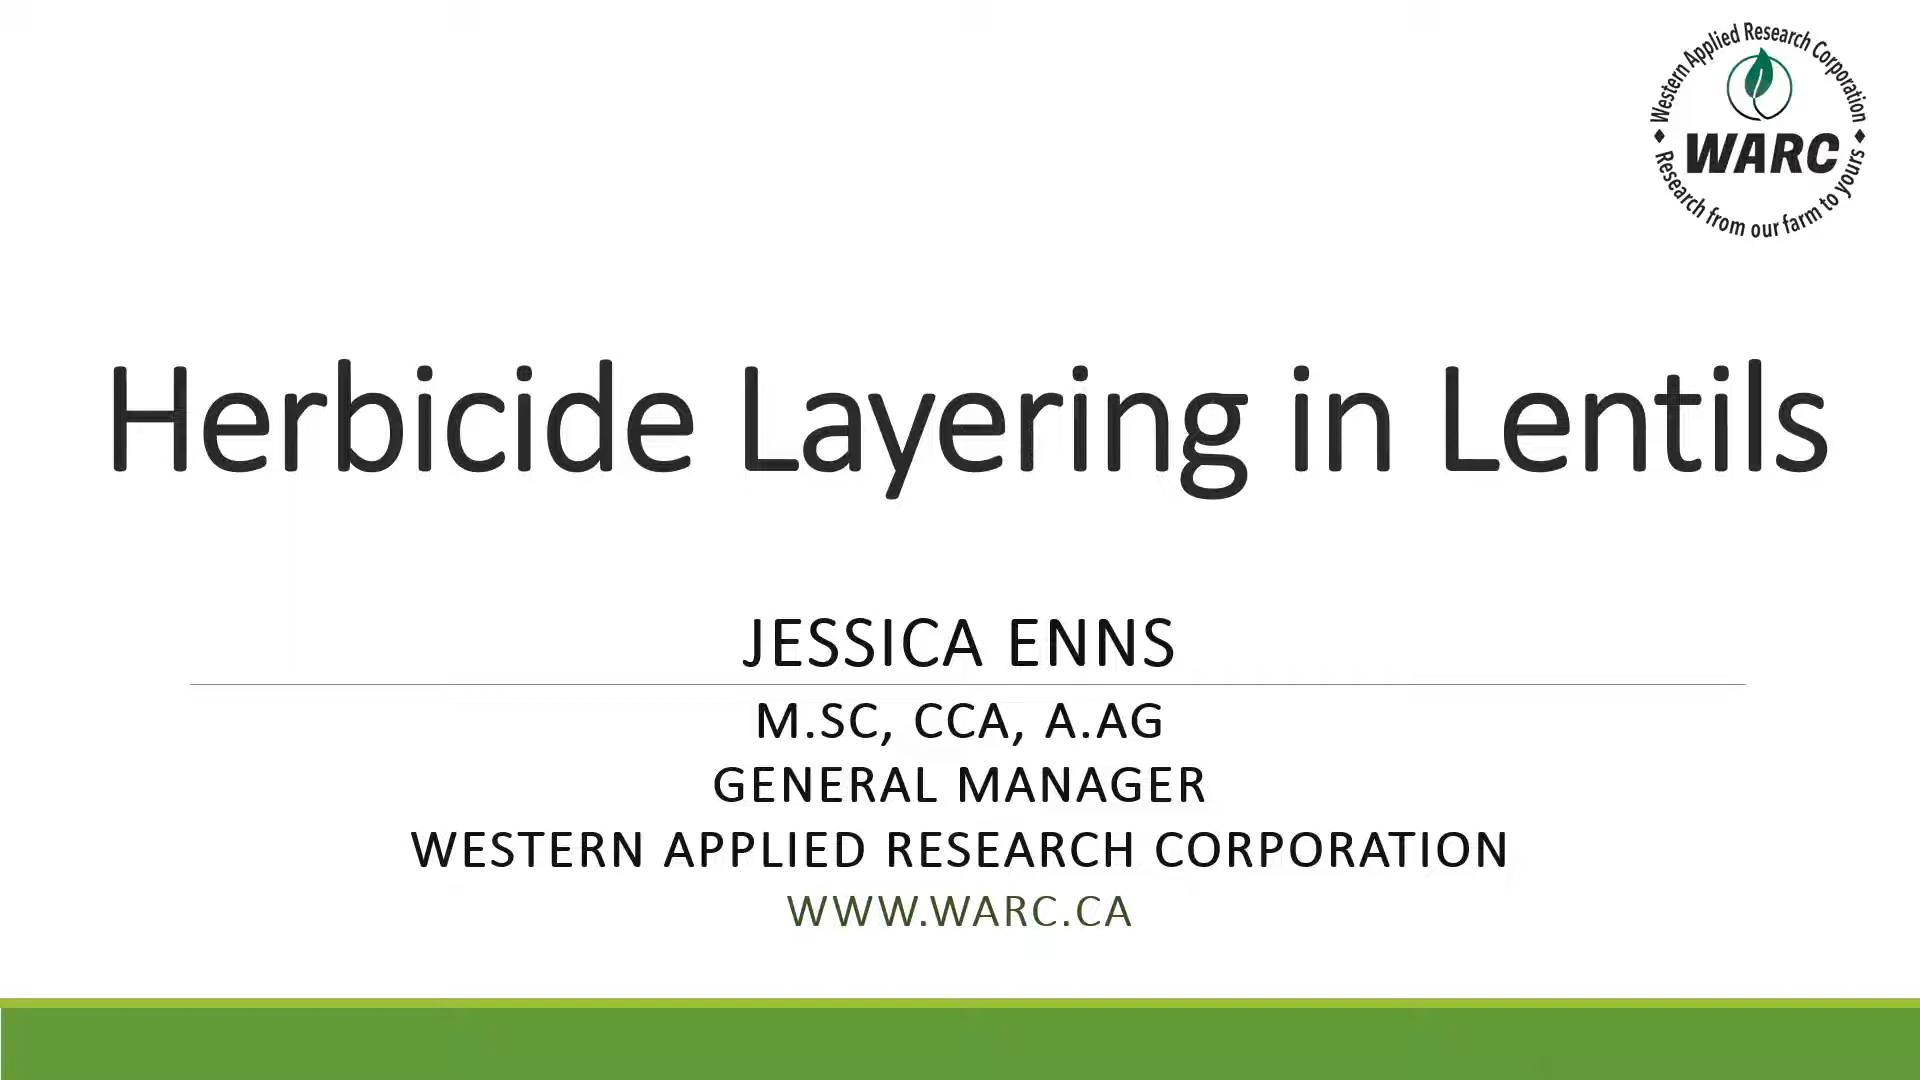 Western Applied Research Corporation
WARC
Research from our farm to yours
Herbicide Layering in Lentils
JESSICA ENNS
M.SC, CCA, A.AG
GENERAL MANAGER
WESTERN APPLIED RESEARCH CORPORATION
WWW.WARC.CA